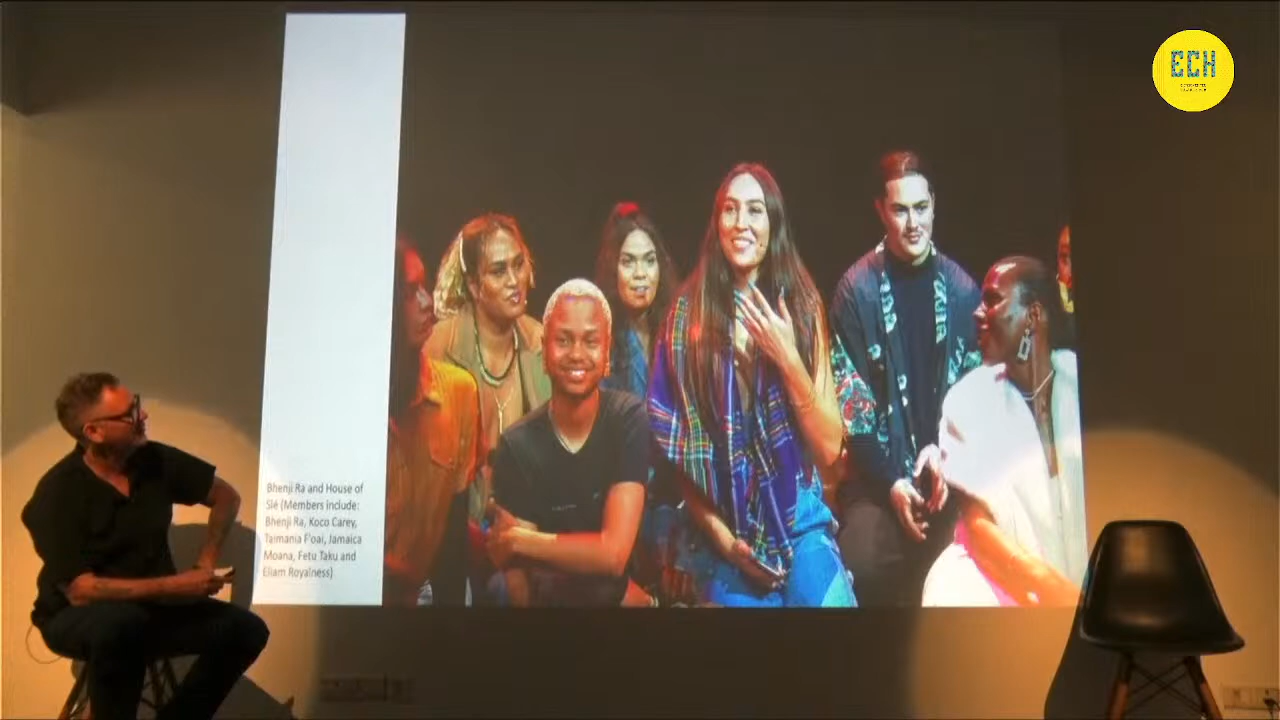 ECH
Bhenji Ra and House of
Slé (Members include:
Bhenji Ra, Koco Carey,
Taimania F'oai, Jamaica
Moana, Fetu Taku and
Eliam Royalness)